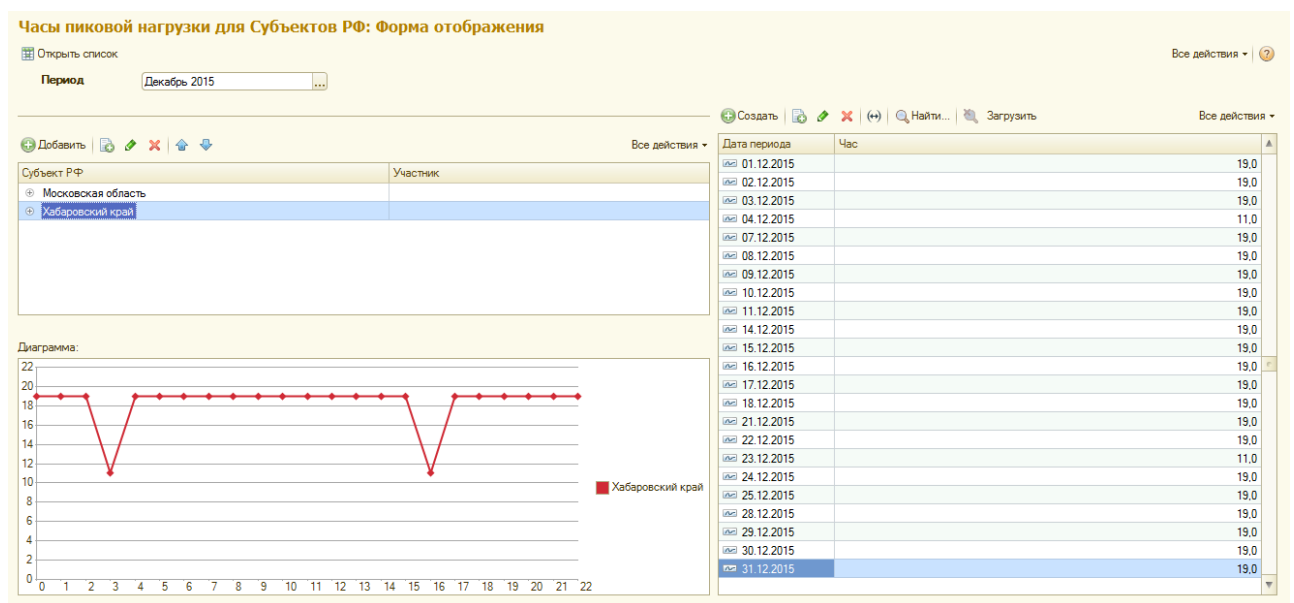 Часы пиковой нагрузки для Субъектов РФ: Форма отображения
Открыть список
Все действия
Период
Декабрь 2015
...
Добавить
Все действия
Субъект РФ Участник
Московская область
Хабаровский край
Диаграмма:
22
20
18
16
14
12
10
8
6
4
2
0
0 1 2 3 4 5 6 7 8 9 10 11 12 13 14 15 16 17 18 19 20 21 22
Хабаровский край
Создать Найти... Загрузить Все действия
Дата периода Час
01.12.2015 19,0
02.12.2015 19,0
03.12.2015 19,0
04.12.2015 11,0
07.12.2015 19,0
08.12.2015 19,0
09.12.2015 19,0
10.12.2015 19,0
11.12.2015 19,0
14.12.2015 19,0
15.12.2015 19,0
16.12.2015 19,0
17.12.2015 19,0
18.12.2015 19,0
21.12.2015 19,0
22.12.2015 19,0
23.12.2015 11,0
24.12.2015 19,0
25.12.2015 19,0
28.12.2015 19,0
29.12.2015 19,0
30.12.2015 19,0
31.12.2015 19,0